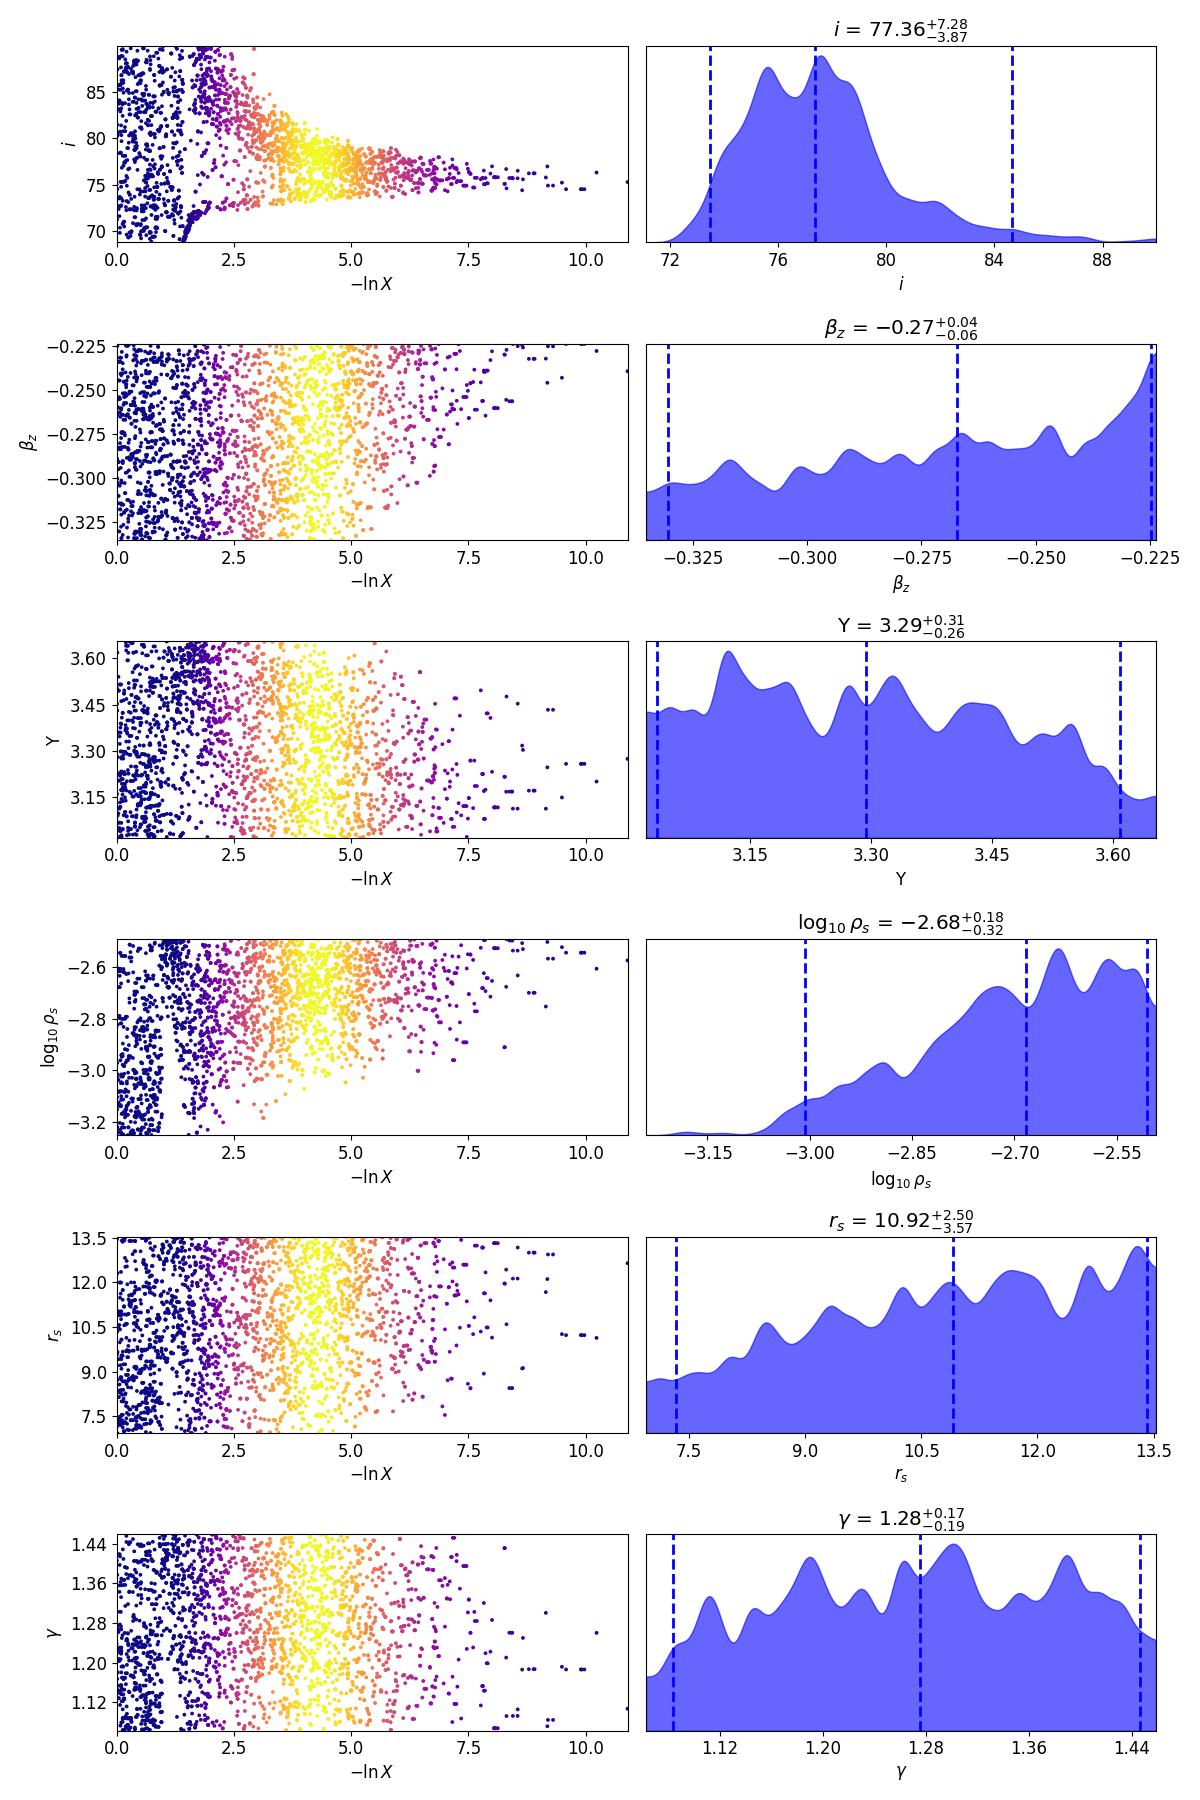 i = 77.36^{+7.28}_{-3.87}
i
85
80
75
70
0.0 2.5 5.0 7.5 10.0
−ln X
72 76 80 84 88
i
β_z = −0.27^{+0.04}_{-0.06}
β_z
−0.225
−0.250
−0.275
−0.300
−0.325
0.0 2.5 5.0 7.5 10.0
−ln X
−0.325 −0.300 −0.275 −0.250 −0.225
β_z
Y = 3.29^{+0.31}_{-0.26}
Y
3.60
3.45
3.30
3.15
0.0 2.5 5.0 7.5 10.0
−ln X
3.15 3.30 3.45 3.60
Y
log₁₀ ρ_s = −2.68^{+0.18}_{-0.32}
log₁₀ ρ_s
−2.6
−2.8
−3.0
−3.2
0.0 2.5 5.0 7.5 10.0
−ln X
−3.15 −3.00 −2.85 −2.70 −2.55
log₁₀ ρ_s
r_s = 10.92^{+2.50}_{-3.57}
r_s
13.5
12.0
10.5
9.0
7.5
0.0 2.5 5.0 7.5 10.0
−ln X
7.5 9.0 10.5 12.0 13.5
r_s
γ = 1.28^{+0.17}_{-0.19}
γ
1.44
1.36
1.28
1.20
1.12
0.0 2.5 5.0 7.5 10.0
−ln X
1.12 1.20 1.28 1.36 1.44
γ